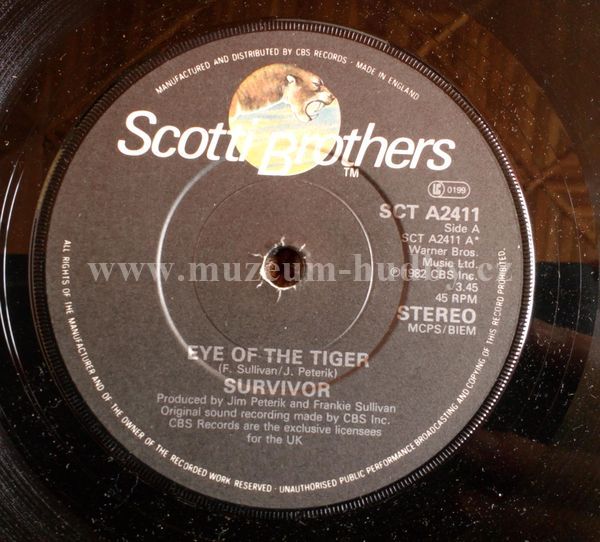 MANUFACTURED AND DISTRIBUTED BY CBS RECORDS · MADE IN ENGLAND
Scotti Brothers
TM
LC 0199
SCT A2411
Side A
SCT A2411 A*
Warner Bros.
Music Ltd.
℗1982 CBS Inc.
3.45
45 RPM
STEREO
MCPS/BIEM
www.muzeum-hudby.cz
EYE OF THE TIGER
(F. Sullivan/J. Peterik)
SURVIVOR
Produced by Jim Peterik and Frankie Sullivan
Original sound recording made by CBS Inc.
CBS Records are the exclusive licensees
for the UK
ALL RIGHTS OF THE MANUFACTURER AND OF THE OWNER OF THE RECORDED WORK RESERVED · UNAUTHORISED PUBLIC PERFORMANCE BROADCASTING AND COPYING OF THIS RECORD PROHIBITED.